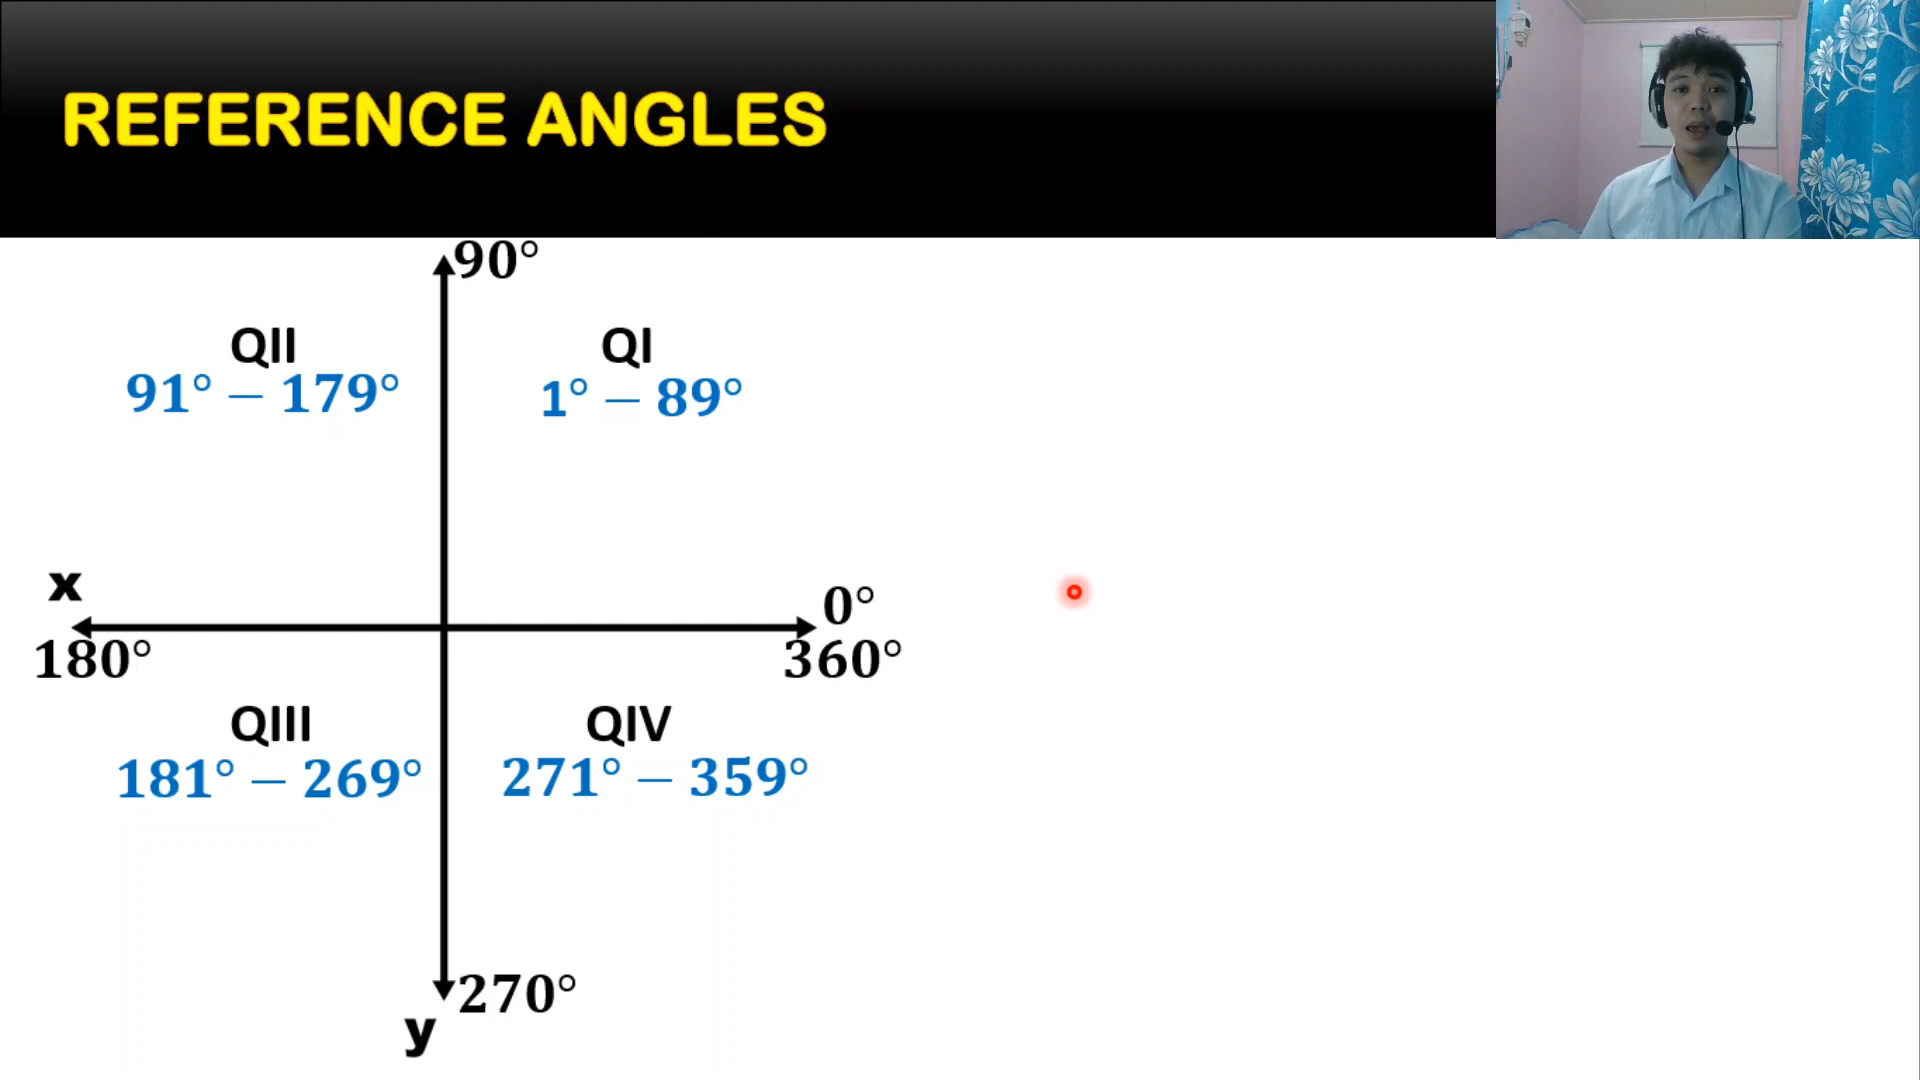 REFERENCE ANGLES
90°
QII
QI
91° – 179°
1° – 89°
x
0°
180°
360°
QIII
QIV
181° – 269°
271° – 359°
270°
y